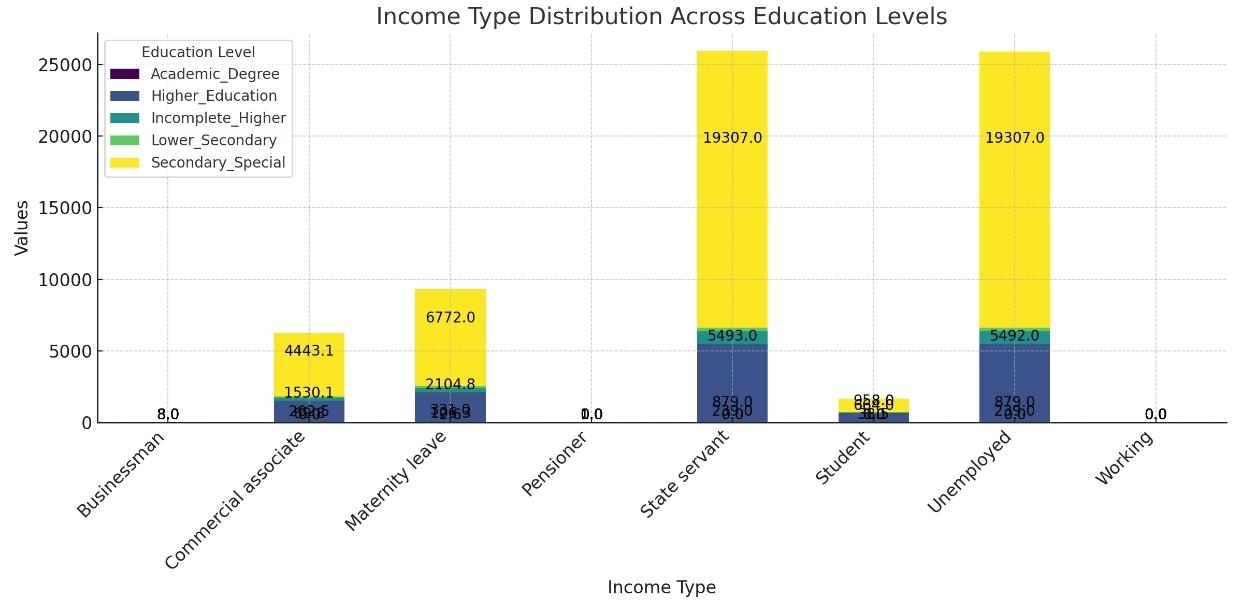 Income Type Distribution Across Education Levels
Education Level
Academic_Degree
Higher_Education
Incomplete_Higher
Lower_Secondary
Secondary_Special
Values
25000
20000
15000
10000
5000
0
4443.1
1530.1
6772.0
2104.8
19307.0
5493.0
879.0
0.0
958.0
19307.0
5492.0
879.0
0.0
0.0
Businessman
Commercial associate
Maternity leave
Pensioner
State servant
Student
Unemployed
Working
Income Type